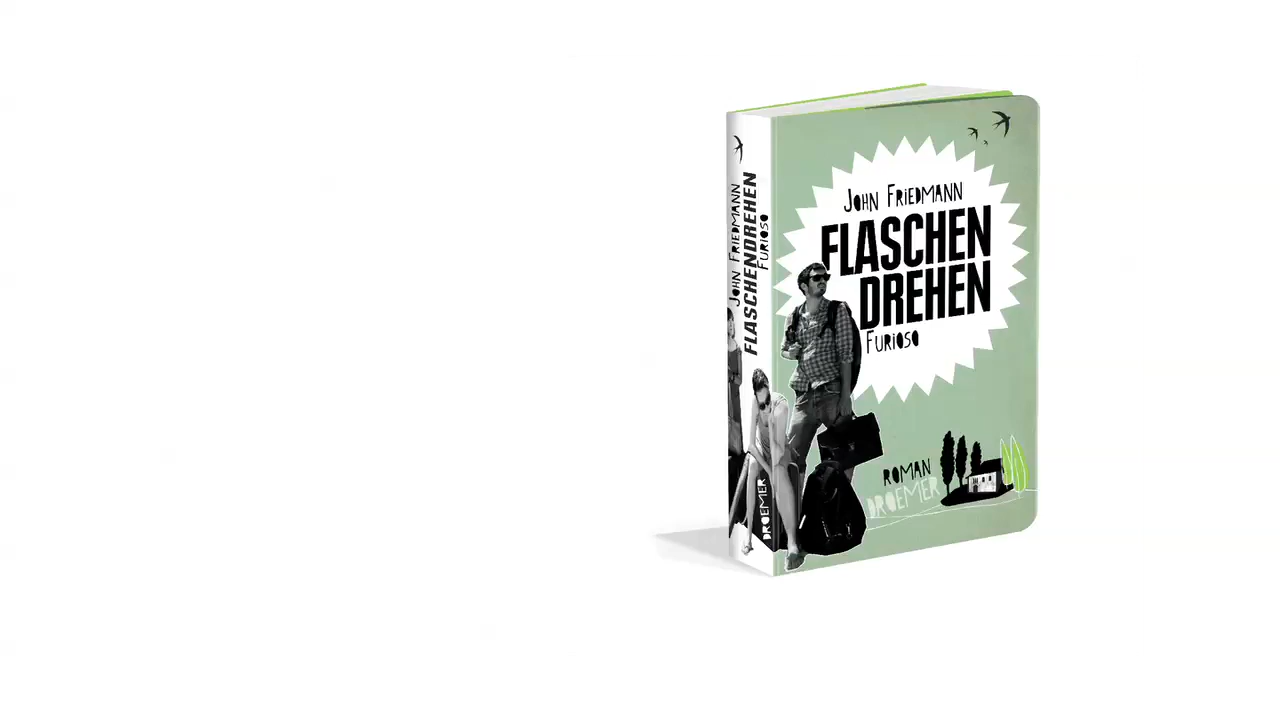 JOHN FRIEDMANN
FLASCHENDREHEN
FURIOSO
DROEMER
JOHN FRIEDMANN
FLASCHEN
DREHEN
FURIOSO
ROMAN
DROEMER